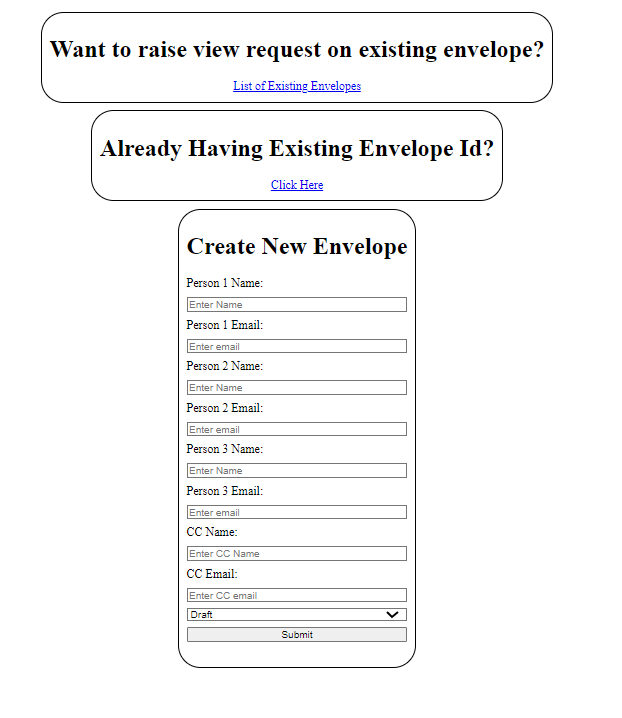 Want to raise view request on existing envelope?
List of Existing Envelopes
Already Having Existing Envelope Id?
Click Here
Create New Envelope
Person 1 Name:
Enter Name
Person 1 Email:
Enter email
Person 2 Name:
Enter Name
Person 2 Email:
Enter email
Person 3 Name:
Enter Name
Person 3 Email:
Enter email
CC Name:
Enter CC Name
CC Email:
Enter CC email
Draft
Submit